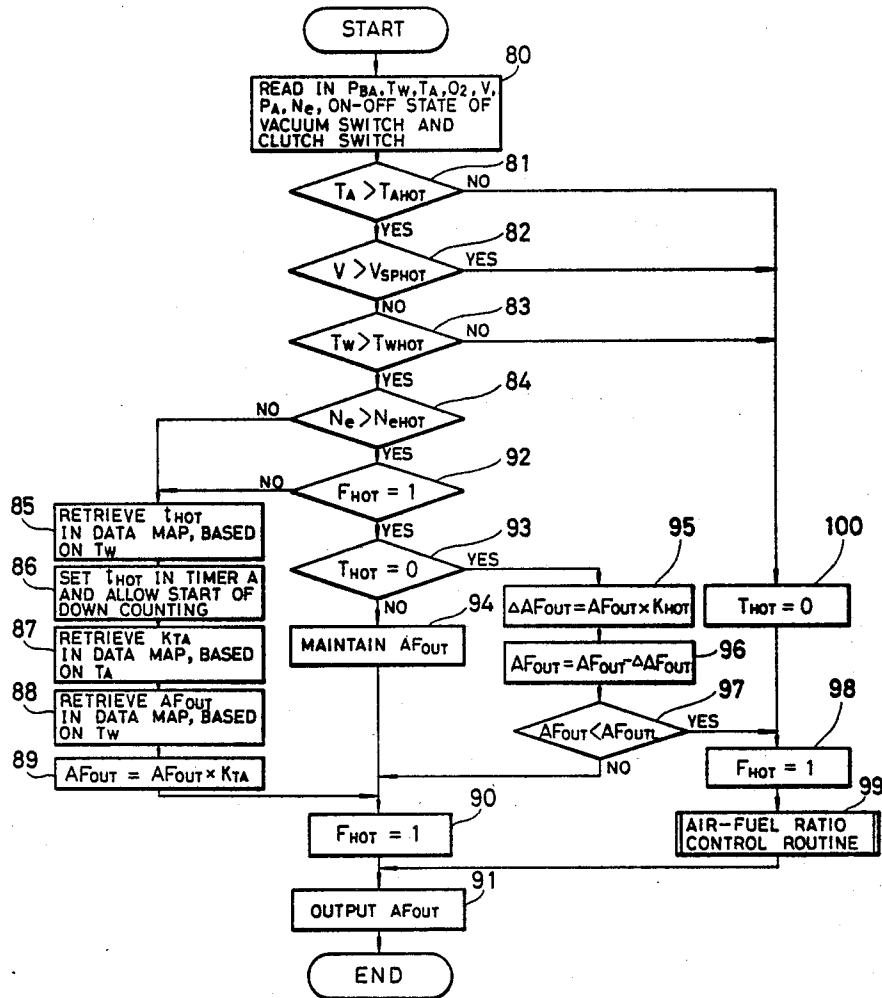 START
80
READ IN PBA, TW, TA, O2, V,
PA, Ne, ON-OFF STATE OF
VACUUM SWITCH AND
CLUTCH SWITCH
81
TA > TAHOT
NO
YES
82
V > VSPHOT
YES
NO
83
TW > TWHOT
NO
YES
84
Ne > NeHOT
NO
YES
92
FHOT = 1
NO
YES
93
THOT = 0
YES
NO
94
MAINTAIN AFOUT
85
RETRIEVE tHOT
IN DATA MAP, BASED
ON TW
86
SET tHOT IN TIMER A
AND ALLOW START OF
DOWN COUNTING
87
RETRIEVE KTA
IN DATA MAP, BASED
ON TA
88
RETRIEVE AFOUT
IN DATA MAP, BASED
ON TW
89
AFOUT = AFOUT × KTA
95
ΔAFOUT = AFOUT × KHOT
96
AFOUT = AFOUT - ΔAFOUT
97
AFOUT < AFOUTL
YES
NO
100
THOT = 0
98
FHOT = 1
99
AIR-FUEL RATIO
CONTROL ROUTINE
90
FHOT = 1
91
OUTPUT AFOUT
END